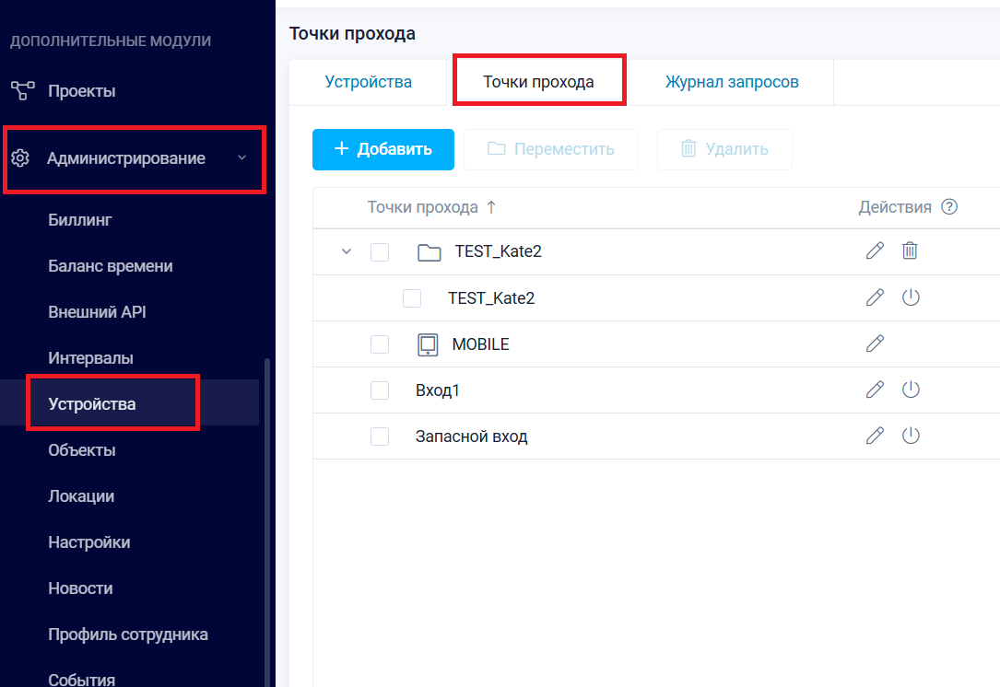 ДОПОЛНИТЕЛЬНЫЕ МОДУЛИ
Проекты
Администрирование
Биллинг
Баланс времени
Внешний API
Интервалы
Устройства
Объекты
Локации
Настройки
Новости
Профиль сотрудника
События
Точки прохода
Устройства
Точки прохода
Журнал запросов
+ Добавить
Переместить
Удалить
Точки прохода ↑
Действия ?
TEST_Kate2
TEST_Kate2
MOBILE
Вход1
Запасной вход